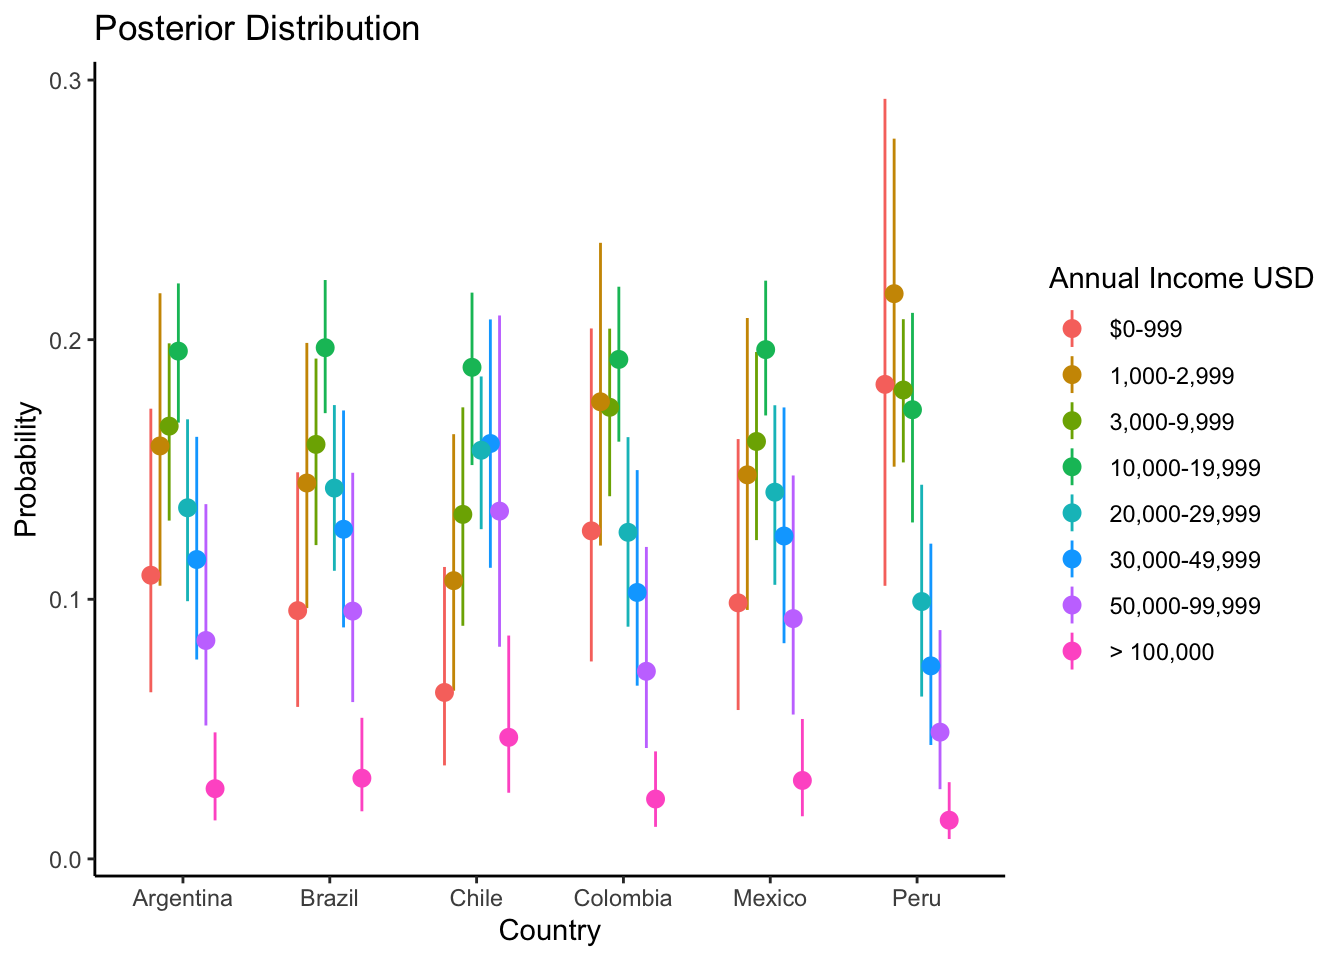 Posterior Distribution
0.3
0.2
0.1
0.0
Probability
Argentina Brazil Chile Colombia Mexico Peru
Country
Annual Income USD
$0-999
1,000-2,999
3,000-9,999
10,000-19,999
20,000-29,999
30,000-49,999
50,000-99,999
> 100,000